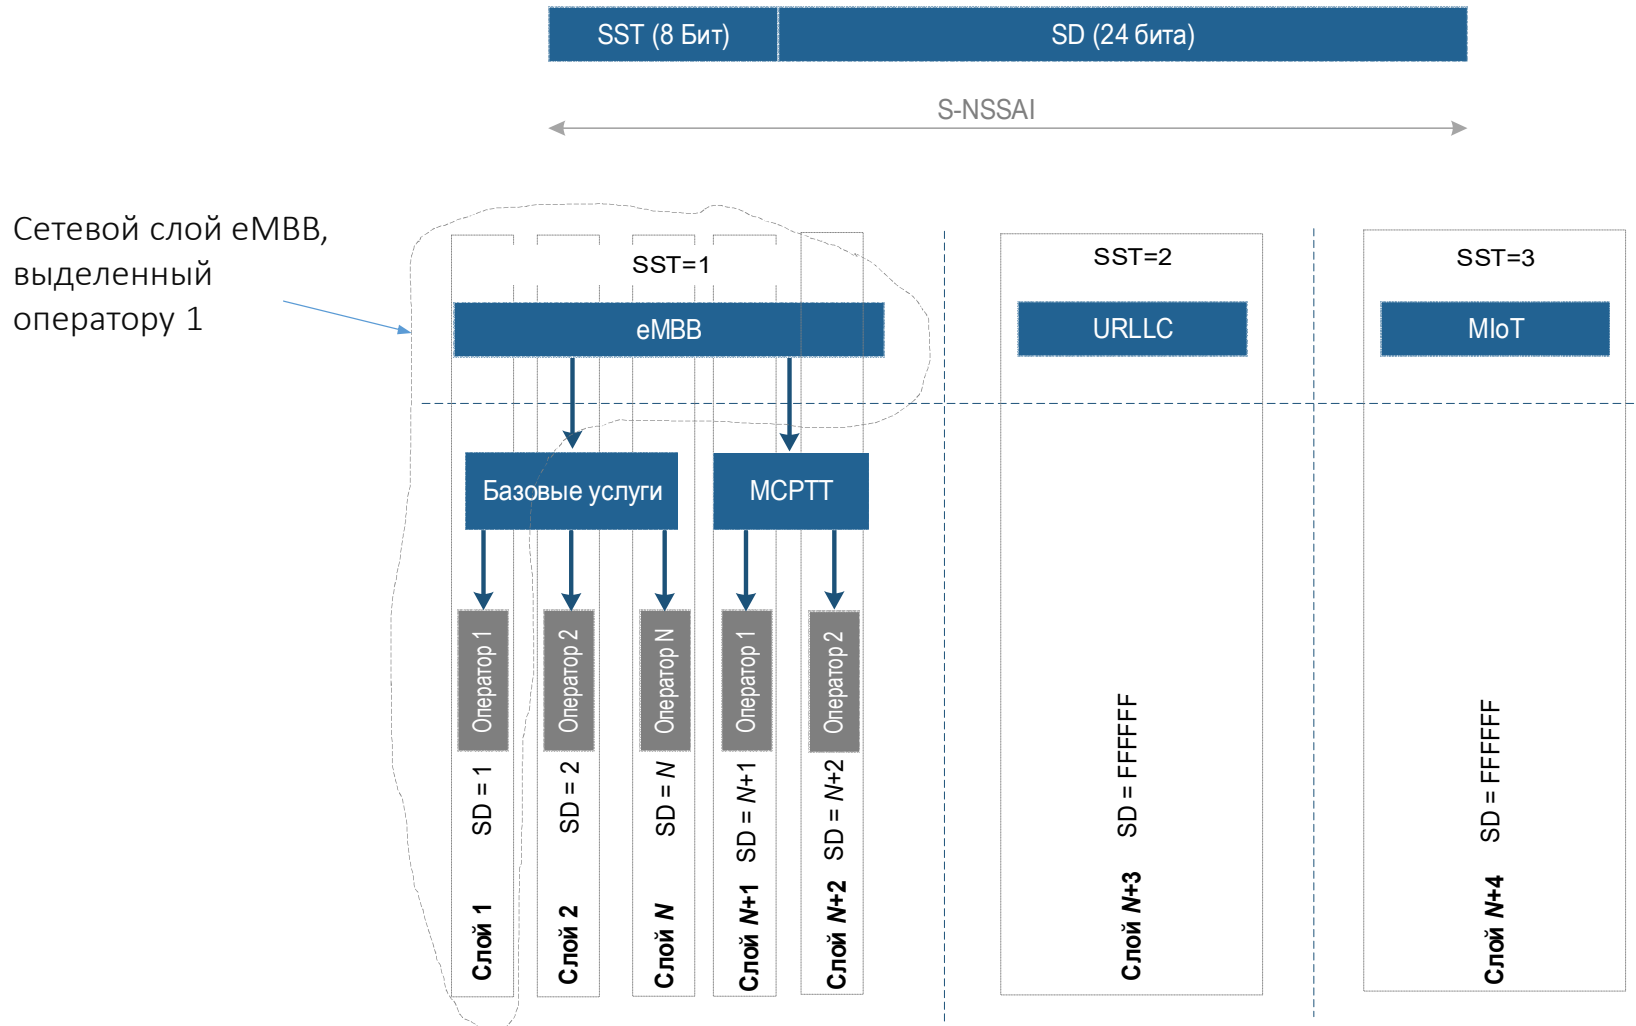 SST (8 Бит)
SD (24 бита)
S-NSSAI
Сетевой слой eMBB,
выделенный
оператору 1
SST=1
SST=2
SST=3
eMBB
URLLC
MIoT
Базовые услуги
MCPTT
Оператор 1
Оператор 2
Оператор N
Оператор 1
Оператор 2
SD = 1
SD = 2
SD = N
SD = N+1
SD = N+2
SD = FFFFFF
SD = FFFFFF
Слой 1
Слой 2
Слой N
Слой N+1
Слой N+2
Слой N+3
Слой N+4